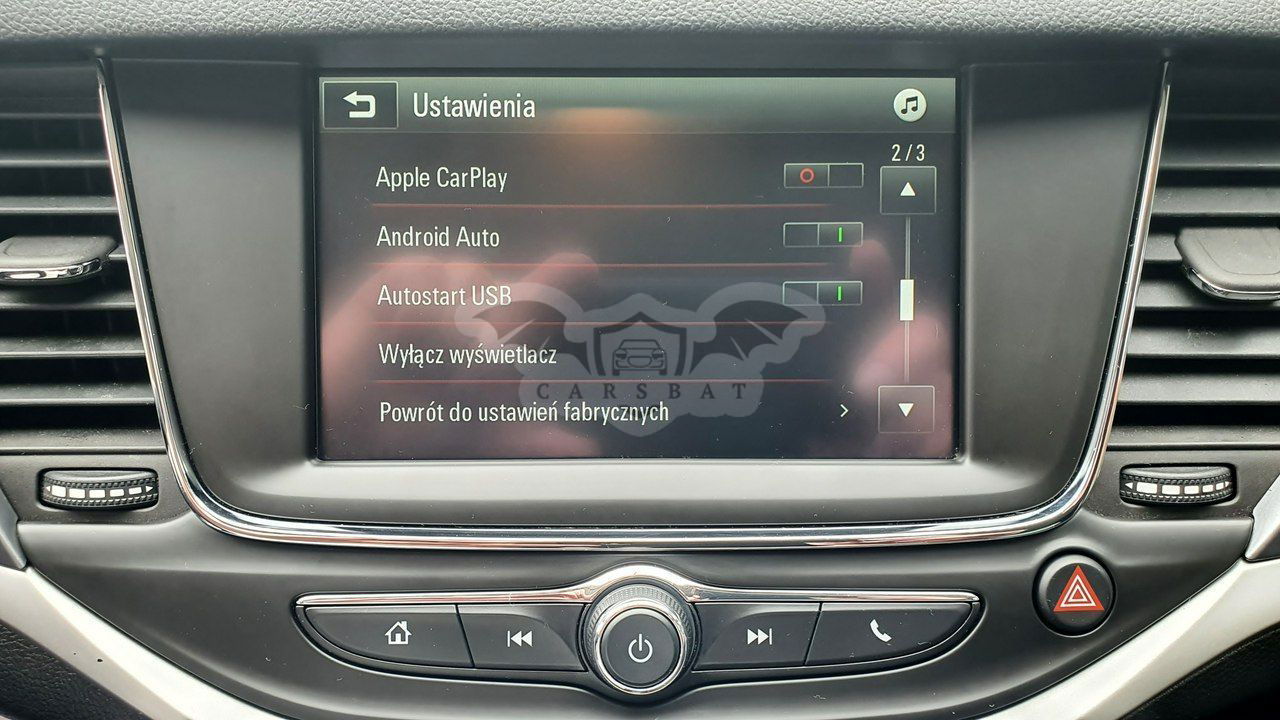 Ustawienia
2/3
Apple CarPlay
Android Auto
Autostart USB
Wyłącz wyświetlacz
Powrót do ustawień fabrycznych
CARSBAT